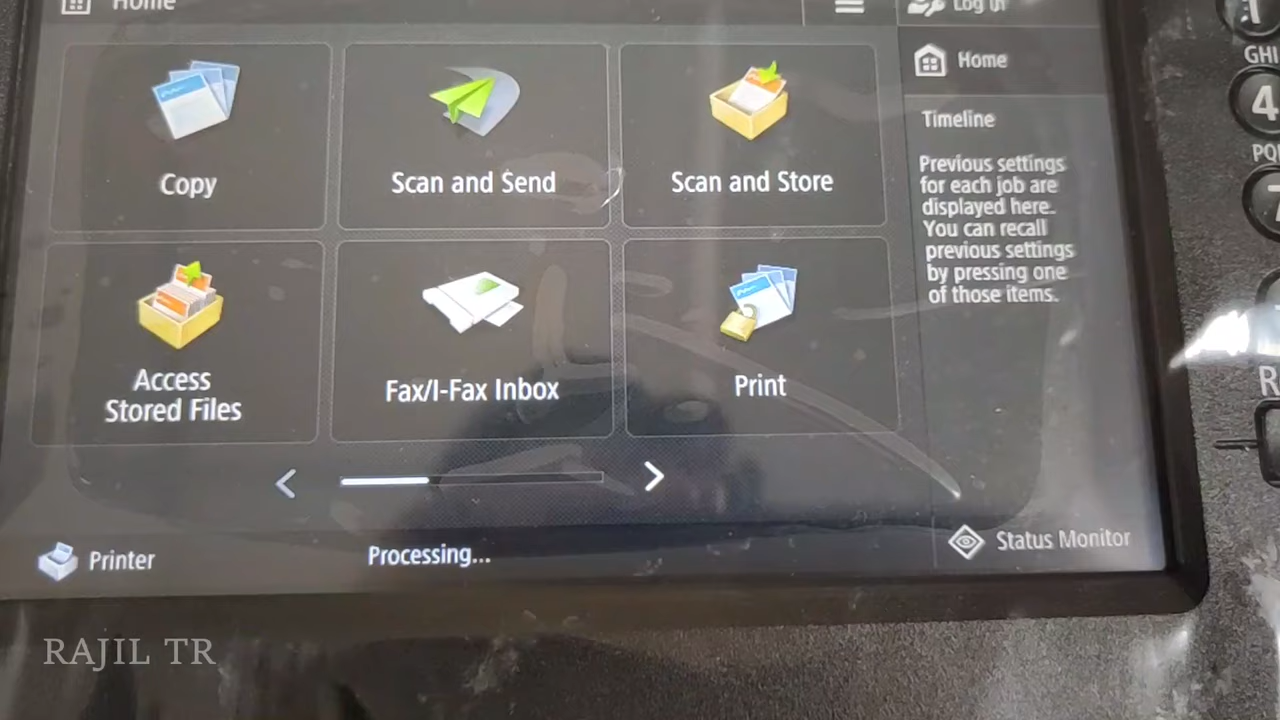 Home
Log In
Copy
Scan and Send
Scan and Store
Home
Timeline
Previous settings
for each job are
displayed here.
You can recall
previous settings
by pressing one
of those items.
Access
Stored Files
Fax/I-Fax Inbox
Print
Printer
Processing...
Status Monitor
GHI
4
RAJIL TR